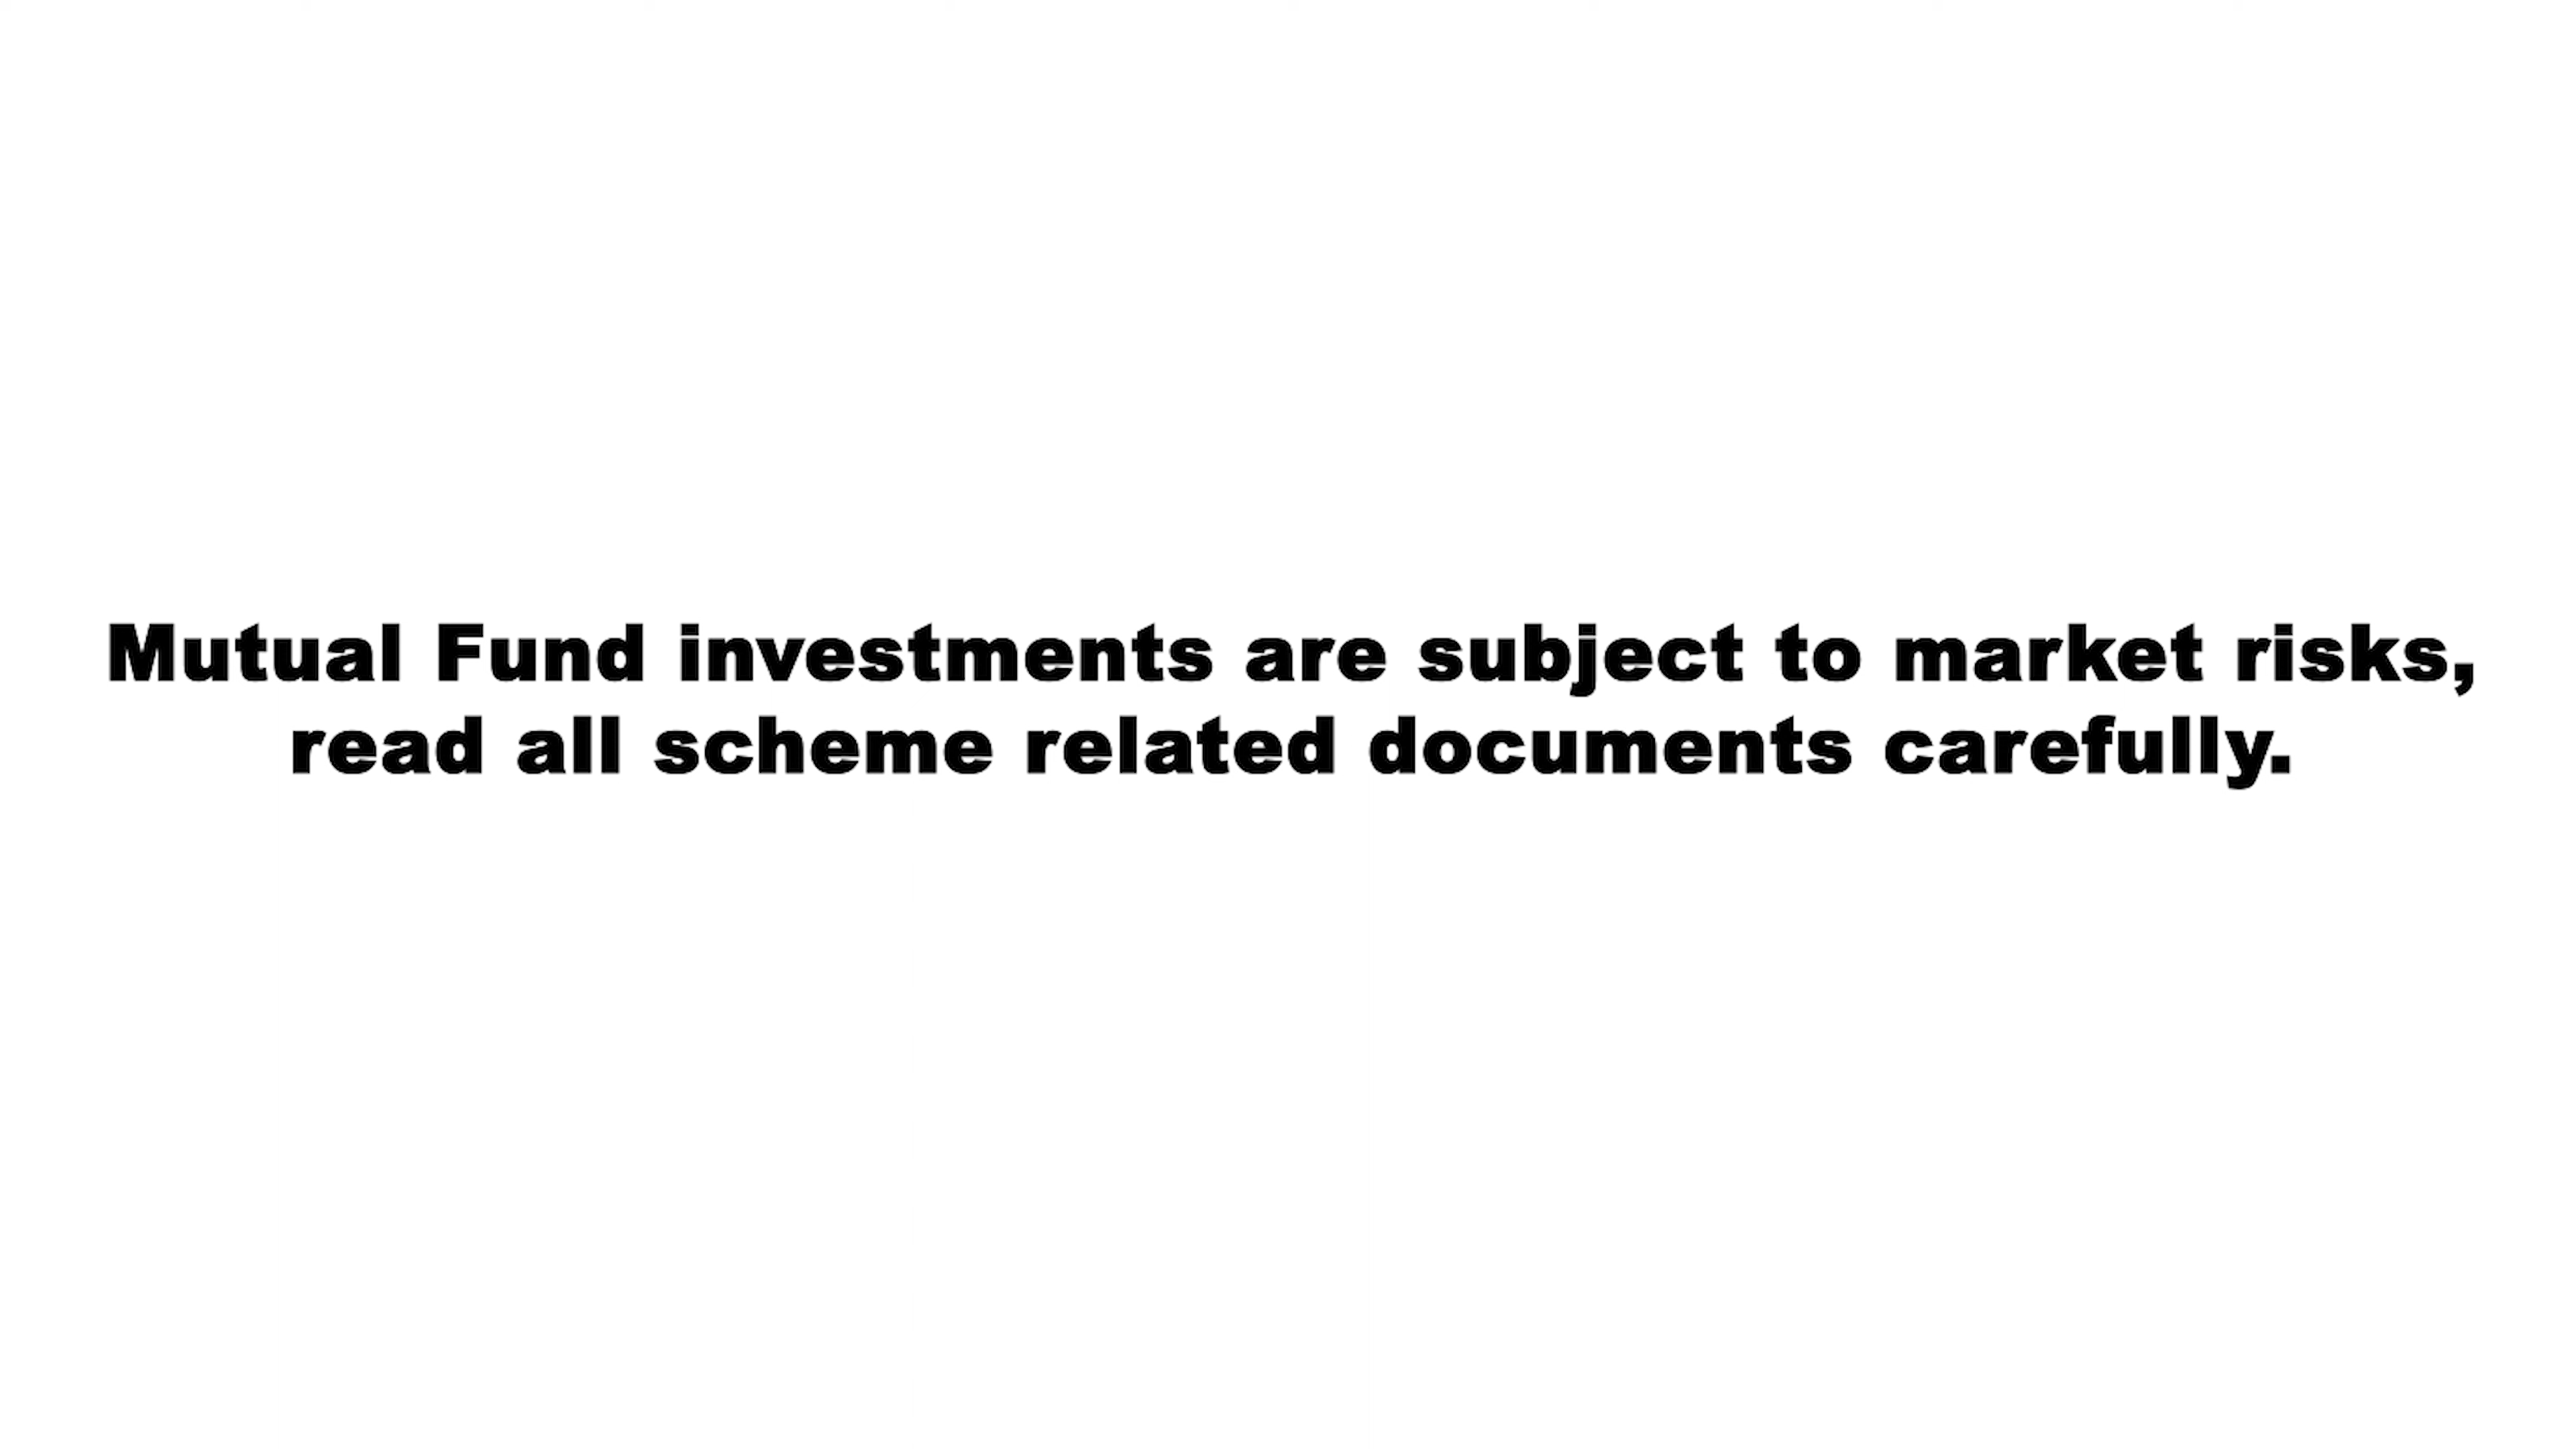 Mutual Fund investments are subject to market risks,
read all scheme related documents carefully.